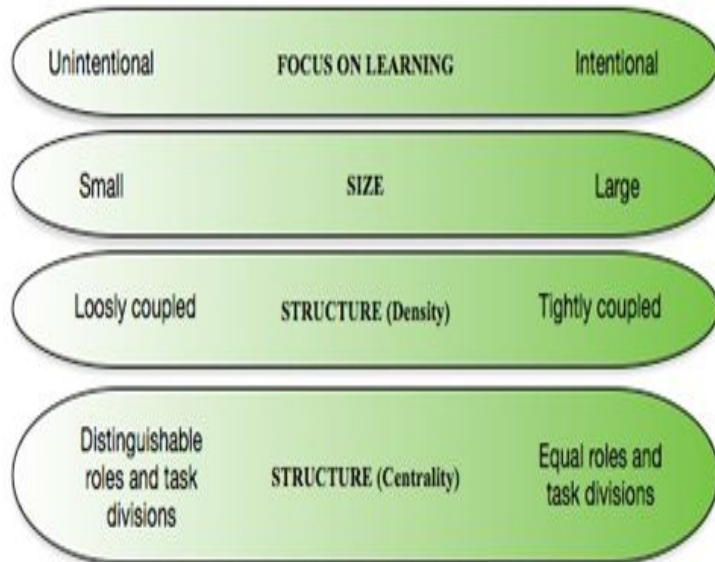 Unintentional FOCUS ON LEARNING Intentional
Small SIZE Large
Loosly coupled STRUCTURE (Density) Tightly coupled
Distinguishable
roles and task
divisions
STRUCTURE (Centrality)
Equal roles and
task divisions